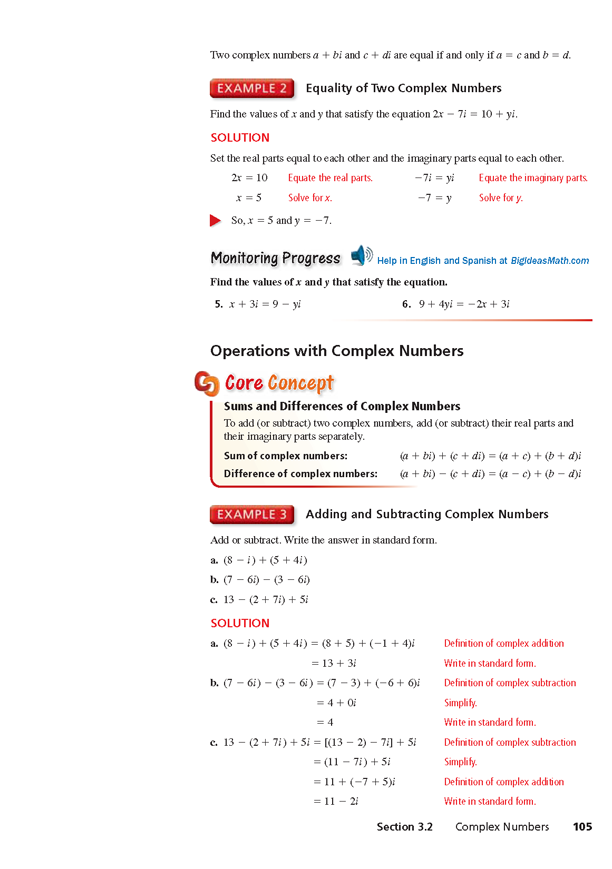 Two complex numbers a + bi and c + di are equal if and only if a = c and b = d.
EXAMPLE 2 Equality of Two Complex Numbers
Find the values of x and y that satisfy the equation 2x − 7i = 10 + yi.
SOLUTION
Set the real parts equal to each other and the imaginary parts equal to each other.
2x = 10 Equate the real parts. −7i = yi Equate the imaginary parts.
x = 5 Solve for x. −7 = y Solve for y.
So, x = 5 and y = −7.
Monitoring Progress Help in English and Spanish at BigIdeasMath.com
Find the values of x and y that satisfy the equation.
5. x + 3i = 9 − yi 6. 9 + 4yi = −2x + 3i
Operations with Complex Numbers
Core Concept
Sums and Differences of Complex Numbers
To add (or subtract) two complex numbers, add (or subtract) their real parts and
their imaginary parts separately.
Sum of complex numbers: (a + bi) + (c + di) = (a + c) + (b + d)i
Difference of complex numbers: (a + bi) − (c + di) = (a − c) + (b − d)i
EXAMPLE 3 Adding and Subtracting Complex Numbers
Add or subtract. Write the answer in standard form.
a. (8 − i) + (5 + 4i)
b. (7 − 6i) − (3 − 6i)
c. 13 − (2 + 7i) + 5i
SOLUTION
a. (8 − i) + (5 + 4i) = (8 + 5) + (−1 + 4)i Definition of complex addition
= 13 + 3i Write in standard form.
b. (7 − 6i) − (3 − 6i) = (7 − 3) + (−6 + 6)i Definition of complex subtraction
= 4 + 0i Simplify.
= 4 Write in standard form.
c. 13 − (2 + 7i) + 5i = [(13 − 2) − 7i] + 5i Definition of complex subtraction
= (11 − 7i) + 5i Simplify.
= 11 + (−7 + 5)i Definition of complex addition
= 11 − 2i Write in standard form.
Section 3.2 Complex Numbers 105